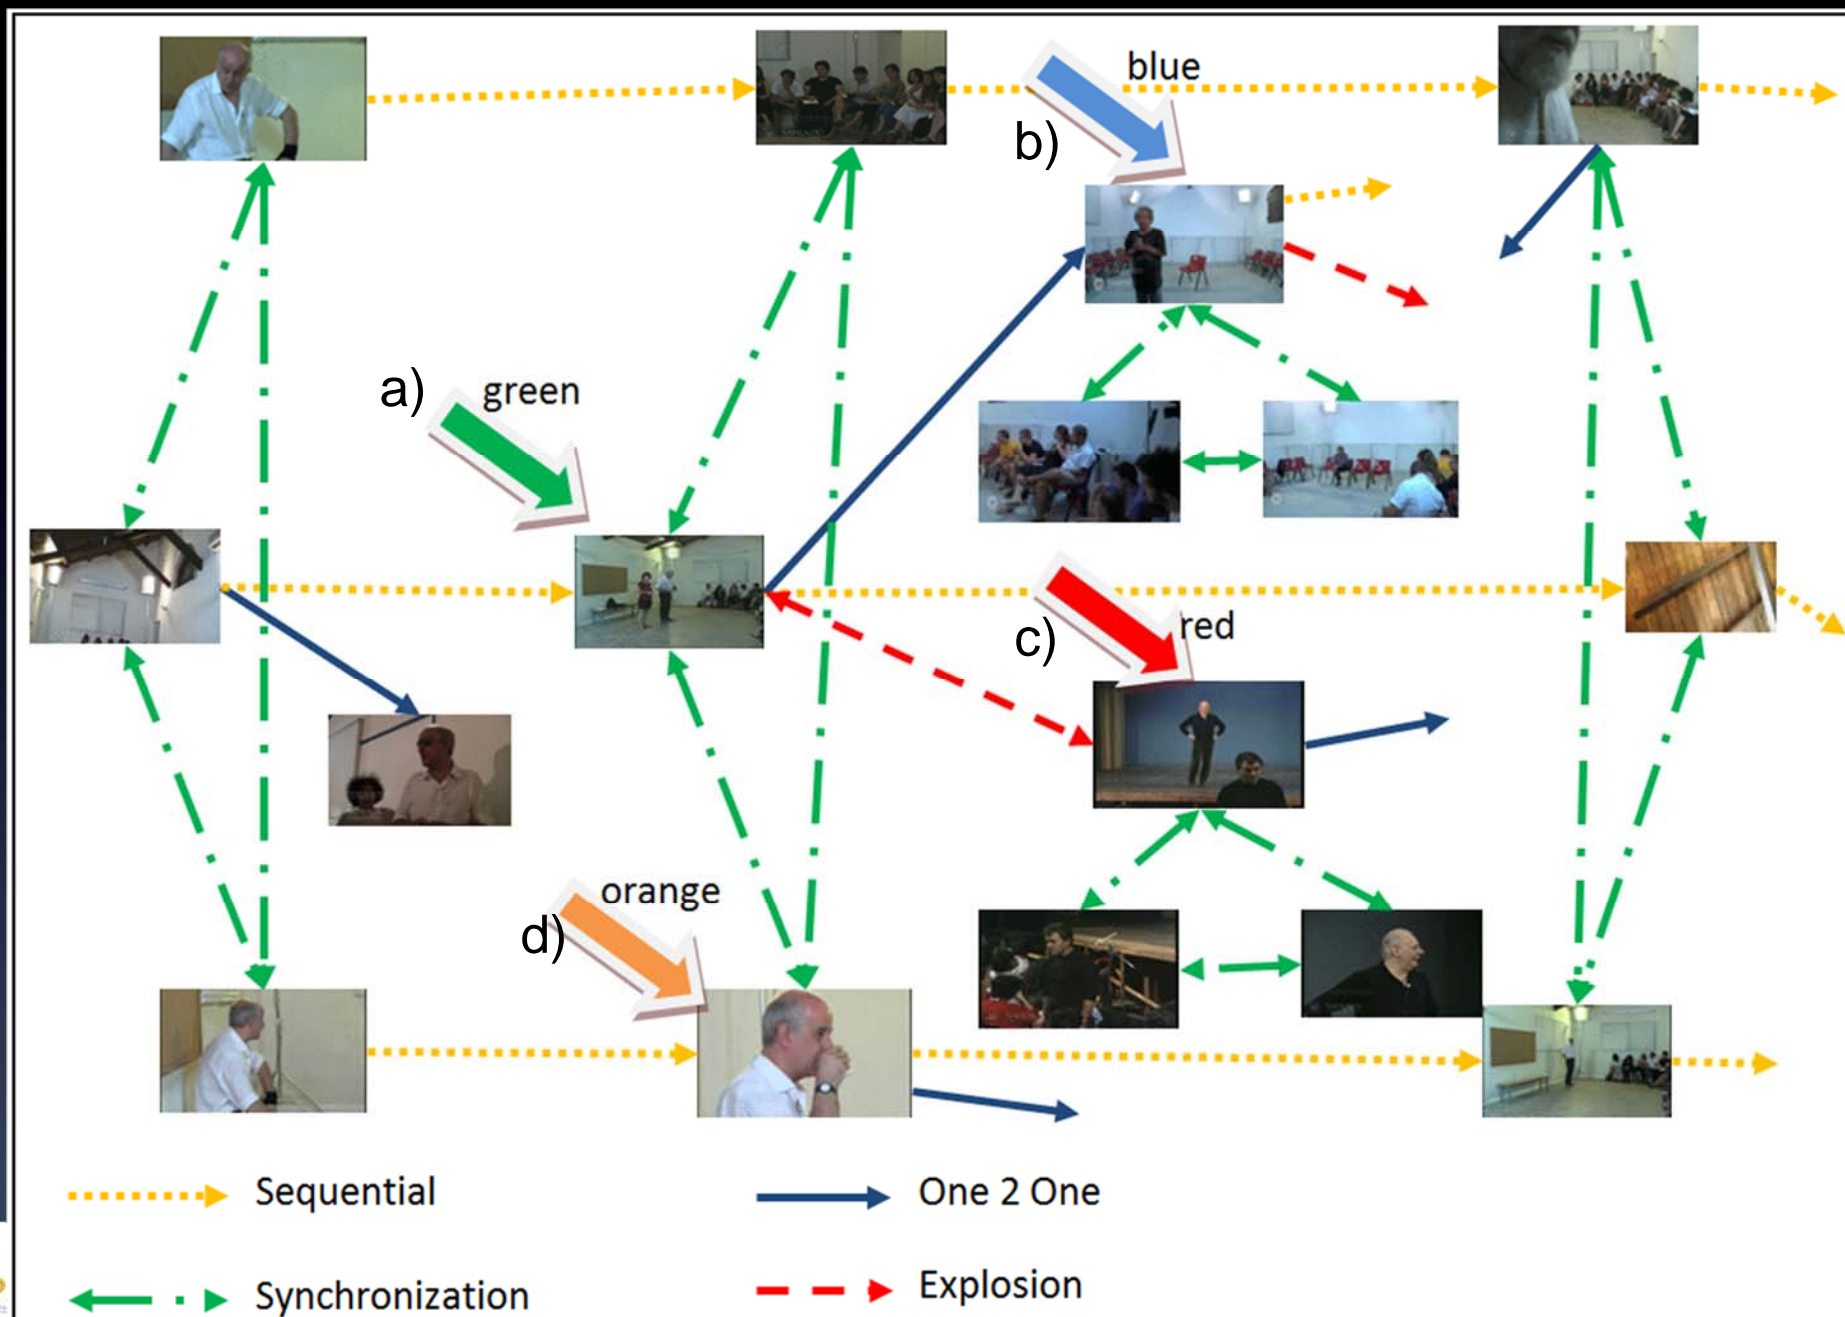 blue
b)
a)
green
c)
red
orange
d)
Sequential
One 2 One
Synchronization
Explosion